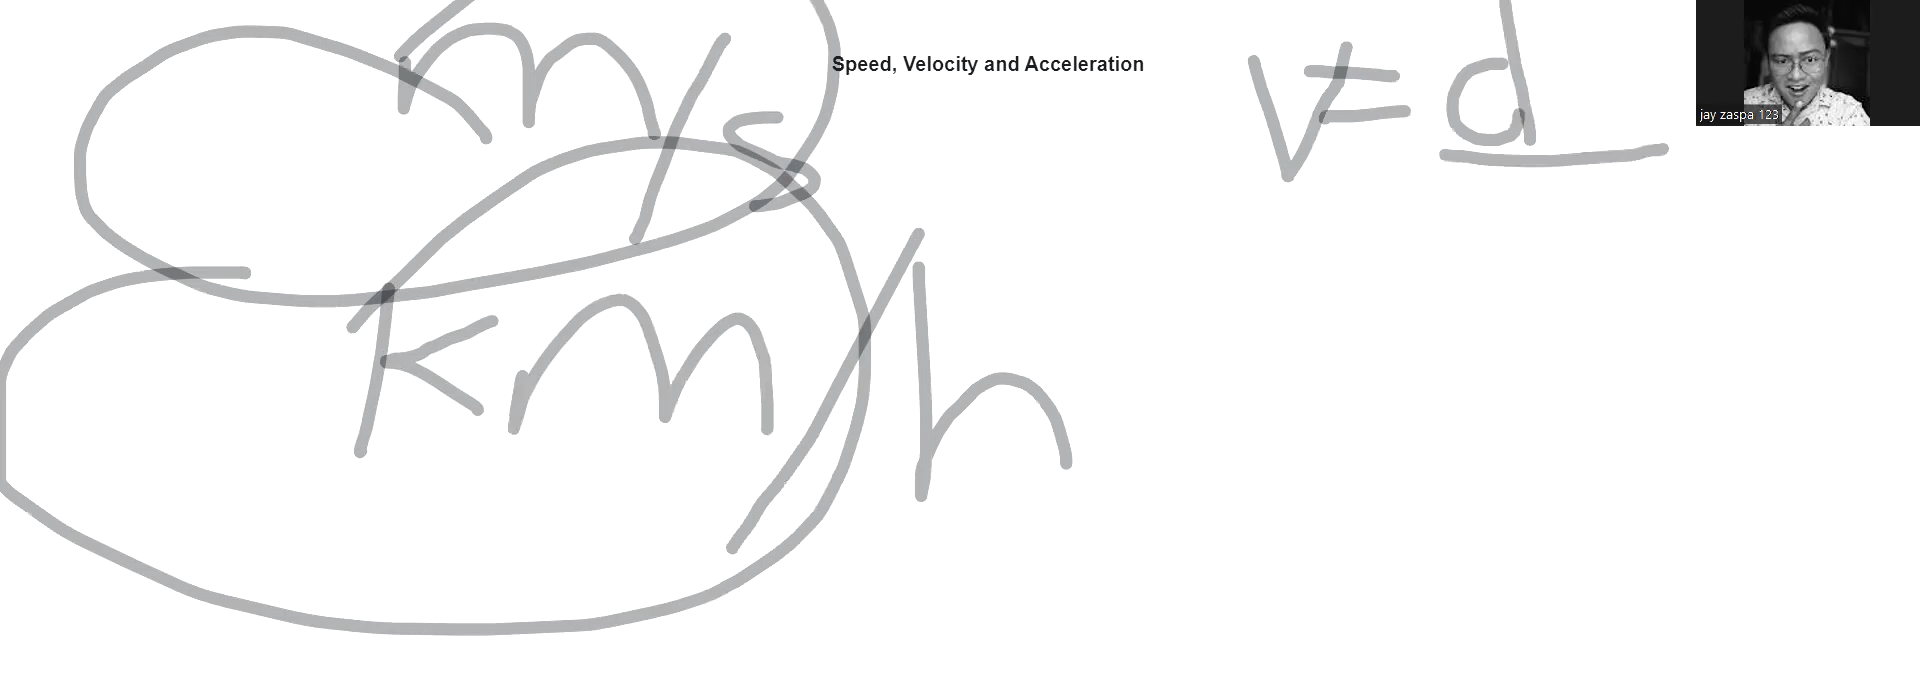 m/s
Speed, Velocity and Acceleration
v=d
jay zaspa 123
km/h